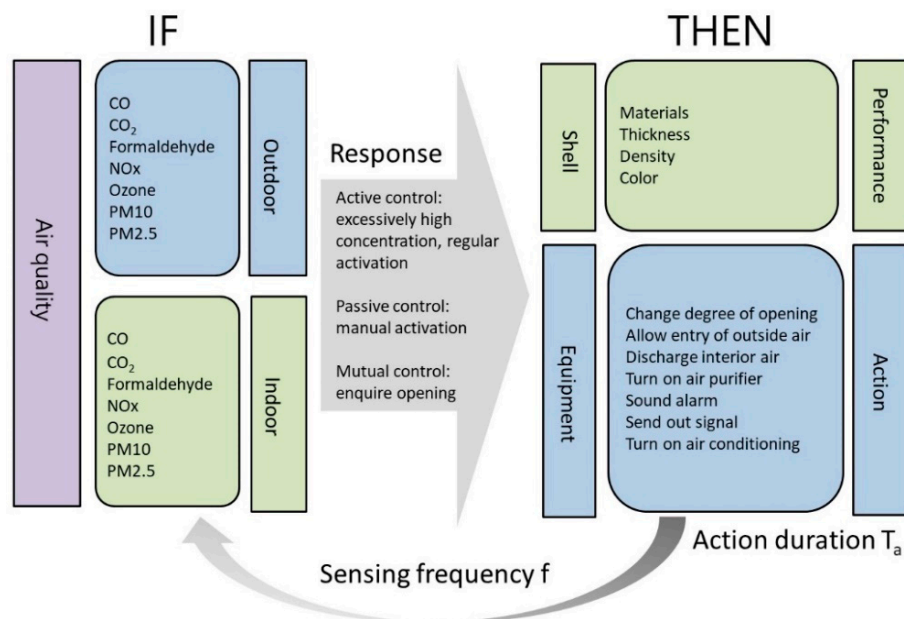 IF
THEN
Air quality
CO
CO₂
Formaldehyde
NOx
Ozone
PM10
PM2.5
Outdoor
CO
CO₂
Formaldehyde
NOx
Ozone
PM10
PM2.5
Indoor
Response
Active control:
excessively high
concentration, regular
activation
Passive control:
manual activation
Mutual control:
enquire opening
Shell
Materials
Thickness
Density
Color
Performance
Equipment
Change degree of opening
Allow entry of outside air
Discharge interior air
Turn on air purifier
Sound alarm
Send out signal
Turn on air conditioning
Action
Action duration Tₐ
Sensing frequency f